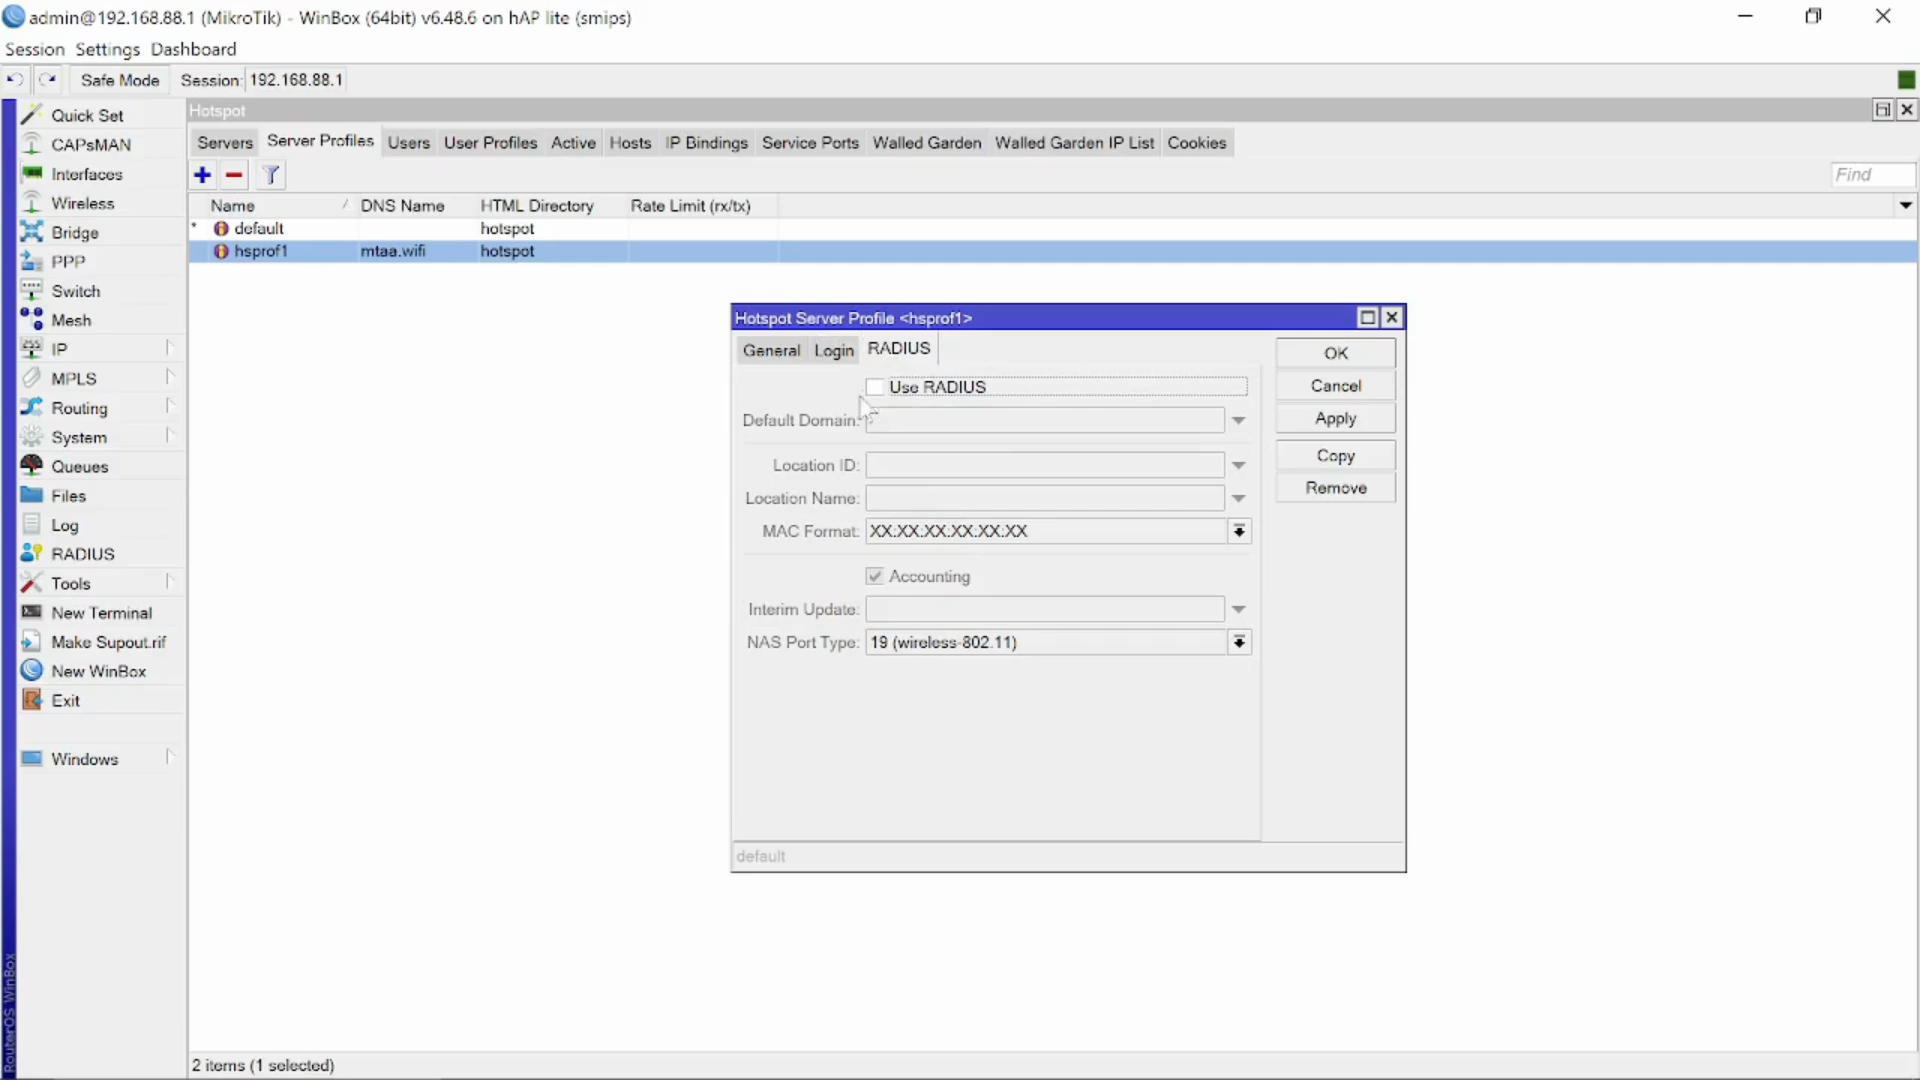 admin@192.168.88.1 (MikroTik) - WinBox (64bit) v6.48.6 on hAP lite (smips)
Session Settings Dashboard
Safe Mode Session: 192.168.88.1
Quick Set
CAPsMAN
Interfaces
Wireless
Bridge
PPP
Switch
Mesh
IP
MPLS
Routing
System
Queues
Files
Log
RADIUS
Tools
New Terminal
Make Supout.rif
New WinBox
Exit
Windows
RouterOS WinBox
Hotspot
Servers Server Profiles Users User Profiles Active Hosts IP Bindings Service Ports Walled Garden Walled Garden IP List Cookies
Find
Name / DNS Name HTML Directory Rate Limit (rx/tx)
* default hotspot
hsprof1 mtaa.wifi hotspot
Hotspot Server Profile <hsprof1>
General Login RADIUS
Use RADIUS
Default Domain:
Location ID:
Location Name:
MAC Format: XX:XX:XX:XX:XX:XX
Accounting
Interim Update:
NAS Port Type: 19 (wireless-802.11)
OK
Cancel
Apply
Copy
Remove
default
2 items (1 selected)